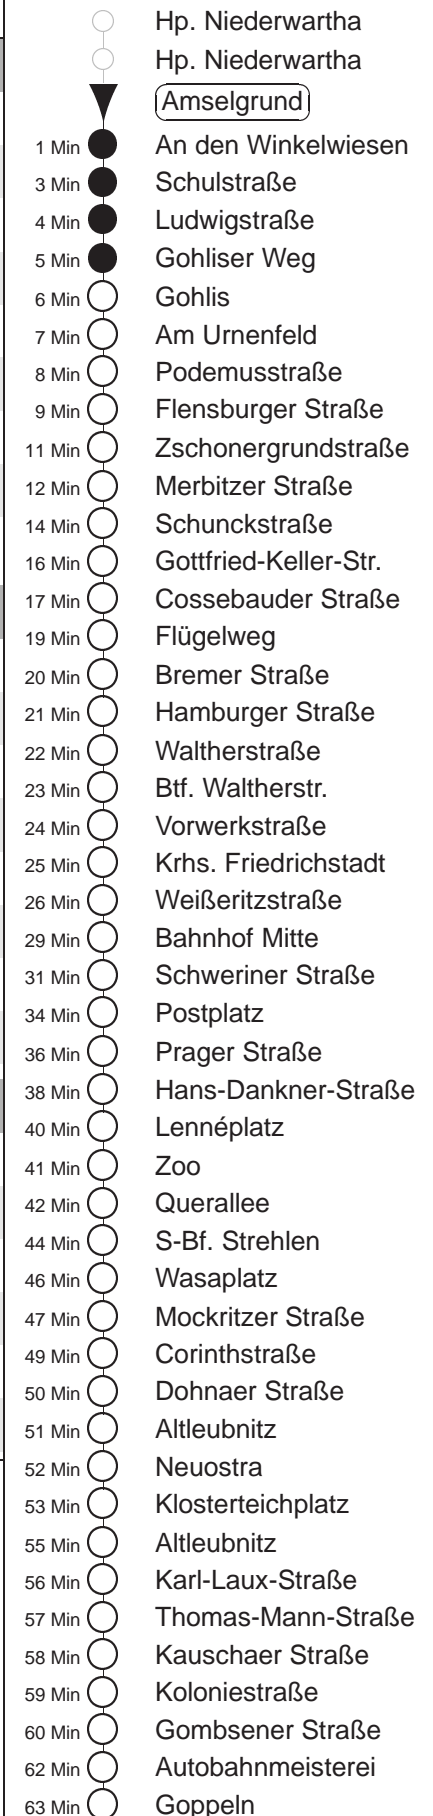 Hp. Niederwartha
Hp. Niederwartha
Amselgrund
1 Min An den Winkelwiesen
3 Min Schulstraße
4 Min Ludwigstraße
5 Min Gohliser Weg
6 Min Gohlis
7 Min Am Urnenfeld
8 Min Podemusstraße
9 Min Flensburger Straße
11 Min Zschonergrundstraße
12 Min Merbitzer Straße
14 Min Schunckstraße
16 Min Gottfried-Keller-Str.
17 Min Cossebauder Straße
19 Min Flügelweg
20 Min Bremer Straße
21 Min Hamburger Straße
22 Min Waltherstraße
23 Min Btf. Waltherstr.
24 Min Vorwerkstraße
25 Min Krhs. Friedrichstadt
26 Min Weißeritzstraße
29 Min Bahnhof Mitte
31 Min Schweriner Straße
34 Min Postplatz
36 Min Prager Straße
38 Min Hans-Dankner-Straße
40 Min Lennéplatz
41 Min Zoo
42 Min Querallee
44 Min S-Bf. Strehlen
46 Min Wasaplatz
47 Min Mockritzer Straße
49 Min Corinthstraße
50 Min Dohnaer Straße
51 Min Altleubnitz
52 Min Neuostra
53 Min Klosterteichplatz
55 Min Altleubnitz
56 Min Karl-Laux-Straße
57 Min Thomas-Mann-Straße
58 Min Kauschaer Straße
59 Min Koloniestraße
60 Min Gombsener Straße
62 Min Autobahnmeisterei
63 Min Goppeln